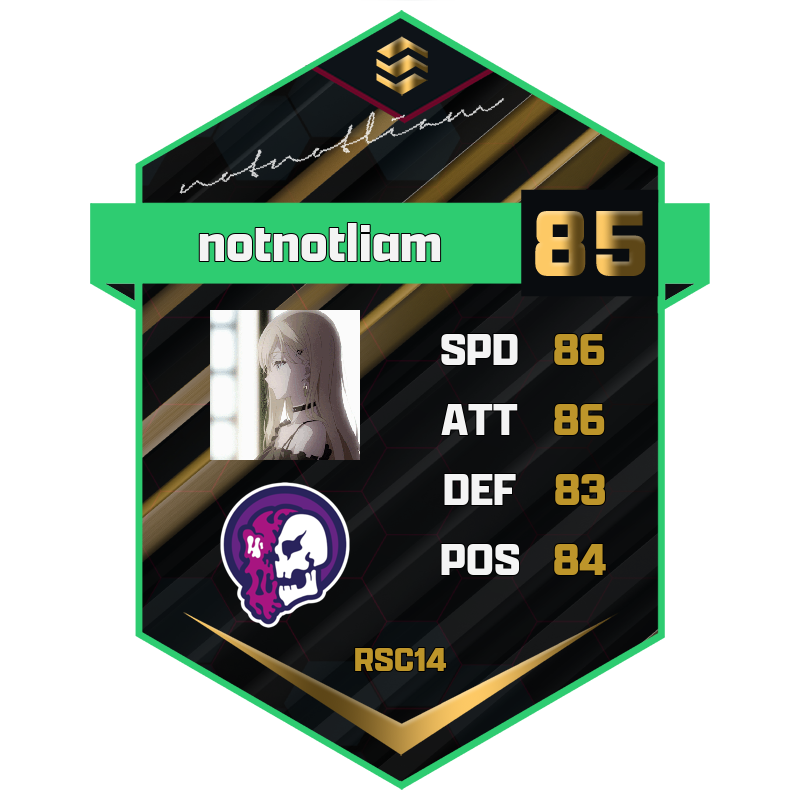 notnotliam
notnotliam 85
SPD 86
ATT 86
DEF 83
POS 84
RSC14